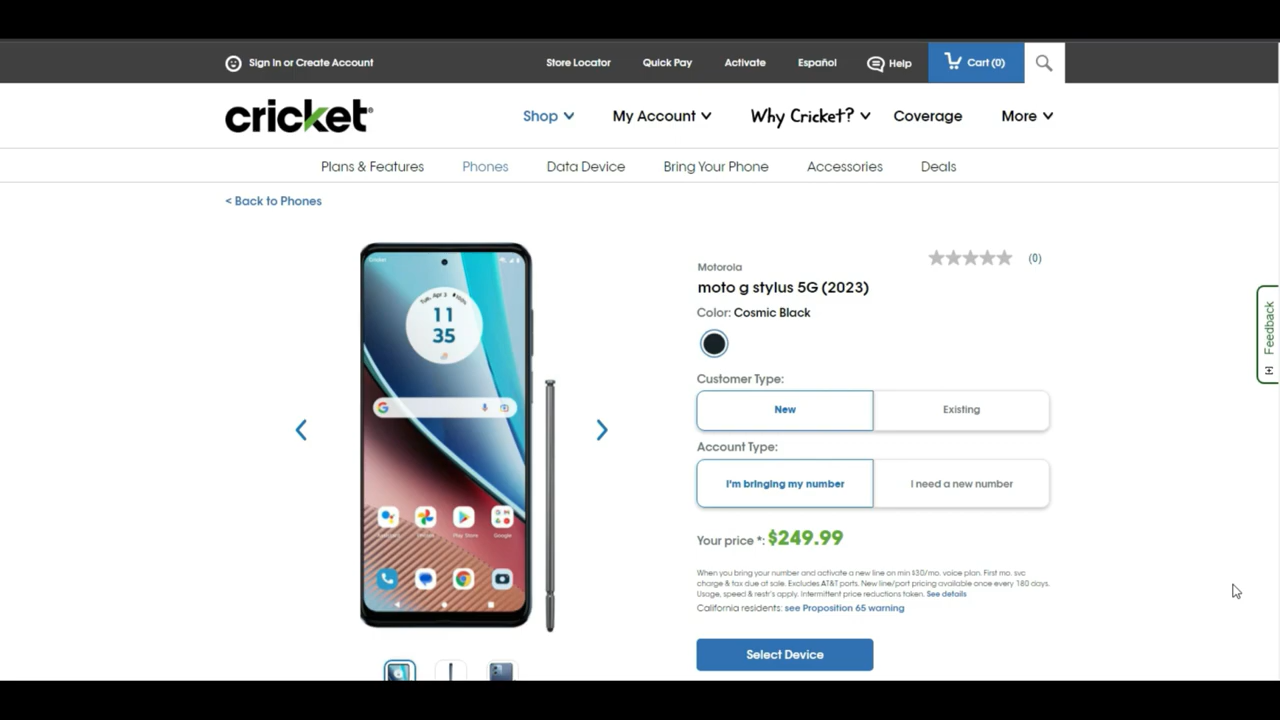 Sign In or Create Account
Store Locator
Quick Pay
Activate
Español
Help
Cart (0)
cricket
Shop
My Account
Why Cricket?
Coverage
More
Plans & Features
Phones
Data Device
Bring Your Phone
Accessories
Deals
< Back to Phones
Motorola
(0)
moto g stylus 5G (2023)
Color: Cosmic Black
Customer Type:
New
Existing
Account Type:
I'm bringing my number
I need a new number
Your price *: $249.99
When you bring your number and activate a new line on min $30/mo. voice plan. First mo. svc
charge & tax due at sale. Excludes AT&T ports. New line/port pricing available once every 180 days.
Usage, speed & restr's apply. Intermittent price reductions taken. See details
California residents: see Proposition 65 warning
Select Device
Tue, Apr 3
11
35
Play Store
Google
Feedback